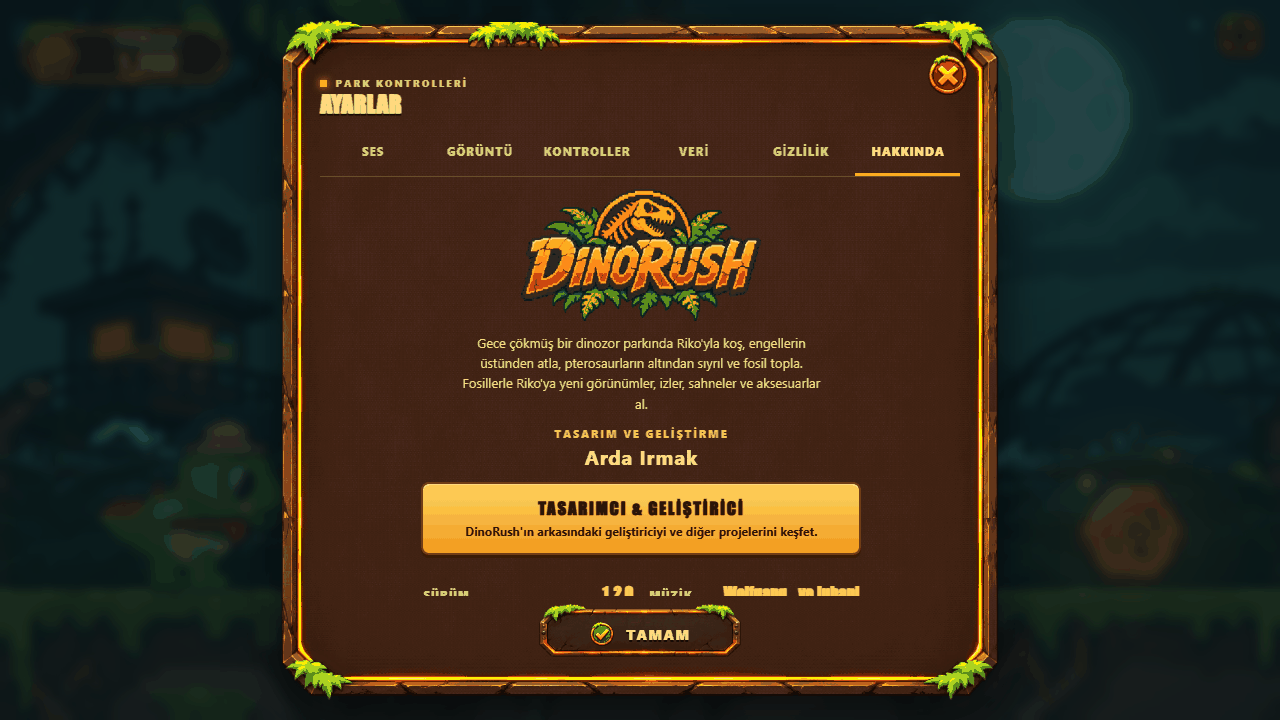 PARK KONTROLLERİ
AYARLAR
SES GÖRÜNTÜ KONTROLLER VERİ GİZLİLİK HAKKINDA
DINORUSH
Gece çökmüş bir dinozor parkında Riko'yla koş, engellerin
üstünden atla, pterosaurların altından sıyrıl ve fosil topla.
Fosillerle Riko'ya yeni görünümler, izler, sahneler ve aksesuarlar
al.
TASARIM VE GELİŞTİRME
Arda Irmak
TASARIMCI & GELİŞTİRİCİ
DinoRush'ın arkasındaki geliştiriciyi ve diğer projelerini keşfet.
SÜRÜM MÜZİK
TAMAM